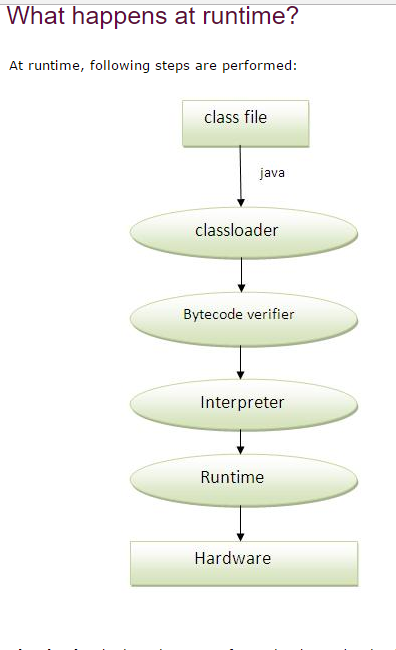 What happens at runtime?
At runtime, following steps are performed:
class file
java
classloader
Bytecode verifier
Interpreter
Runtime
Hardware